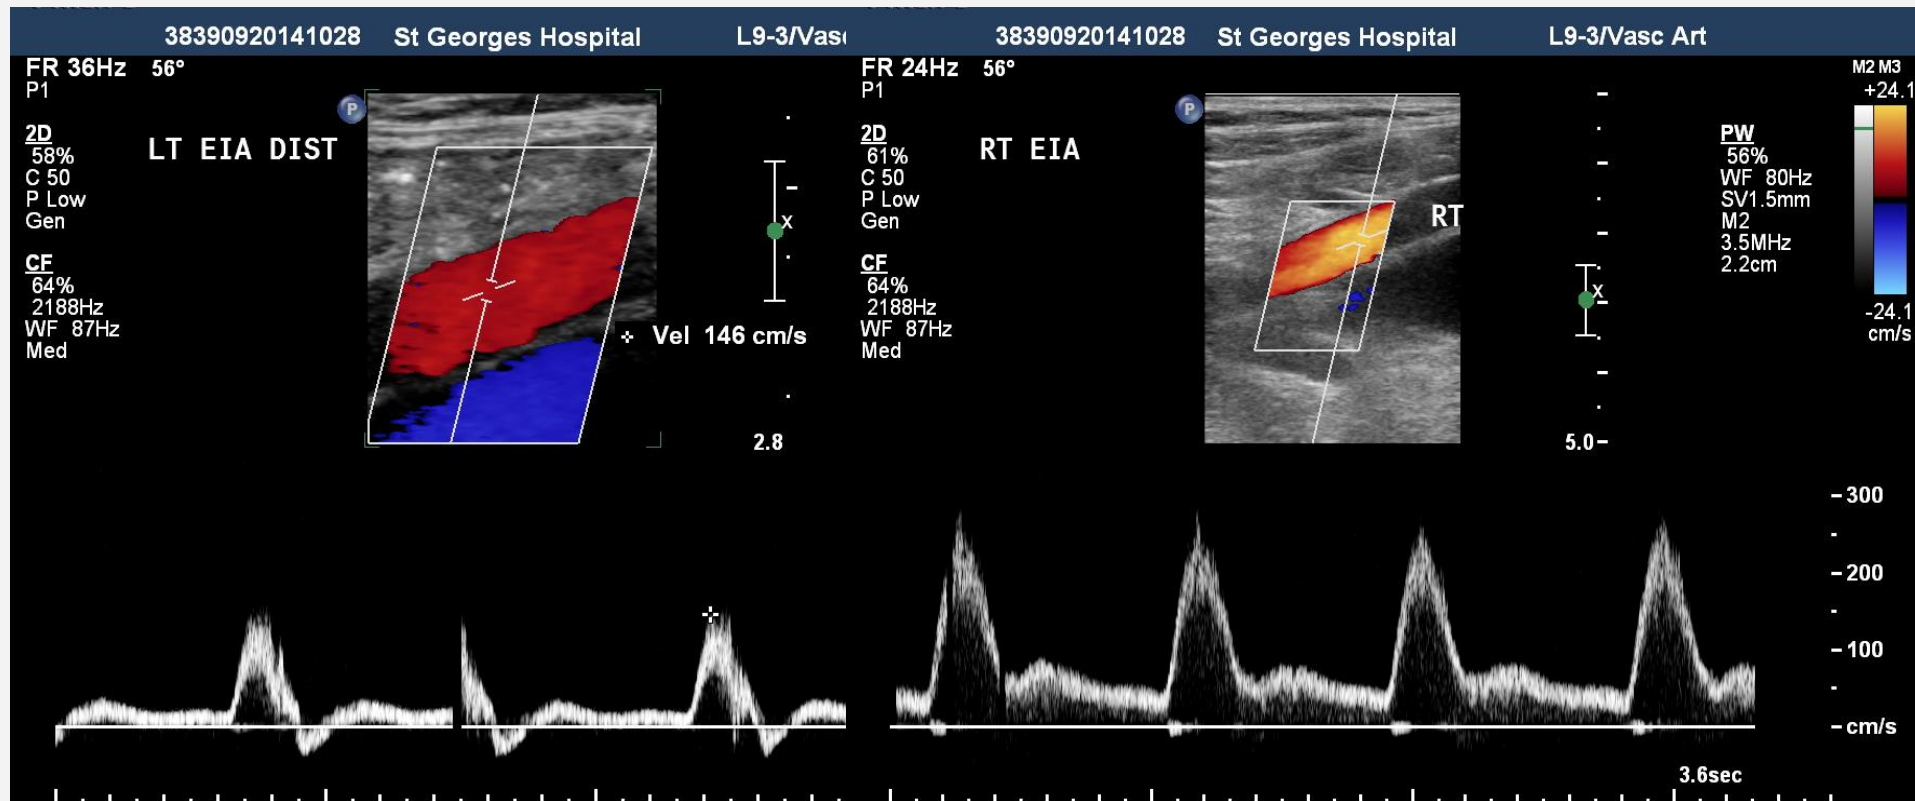 38390920141028 St Georges Hospital L9-3/Vas
FR 36Hz 56°
P1
P
2D
58%
C 50
P Low
Gen
CF
64%
2188Hz
WF 87Hz
Med
LT EIA DIST
x
Vel 146 cm/s
2.8
38390920141028 St Georges Hospital L9-3/Vasc Art
FR 24Hz 56°
P1
P
2D
61%
C 50
P Low
Gen
CF
64%
2188Hz
WF 87Hz
Med
RT EIA
RT
x
5.0
PW
56%
WF 80Hz
SV1.5mm
M2
3.5MHz
2.2cm
M2 M3
+24.1
-24.1
cm/s
300
200
100
cm/s
3.6sec